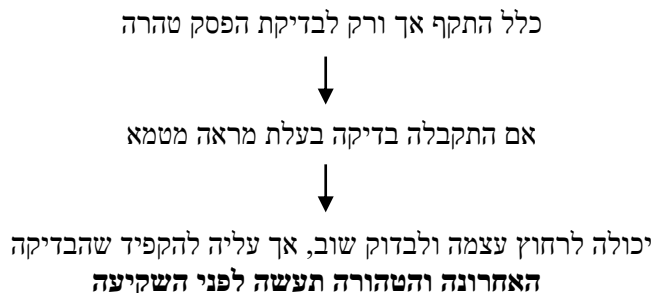 כלל התקף אך ורק לבדיקת הפסק טהרה
אם התקבלה בדיקה בעלת מראה מטמא
יכולה לרחוץ עצמה ולבדוק שוב, אך עליה להקפיד שהבדיקה
האחרונה והטהורה תעשה לפני השקיעה